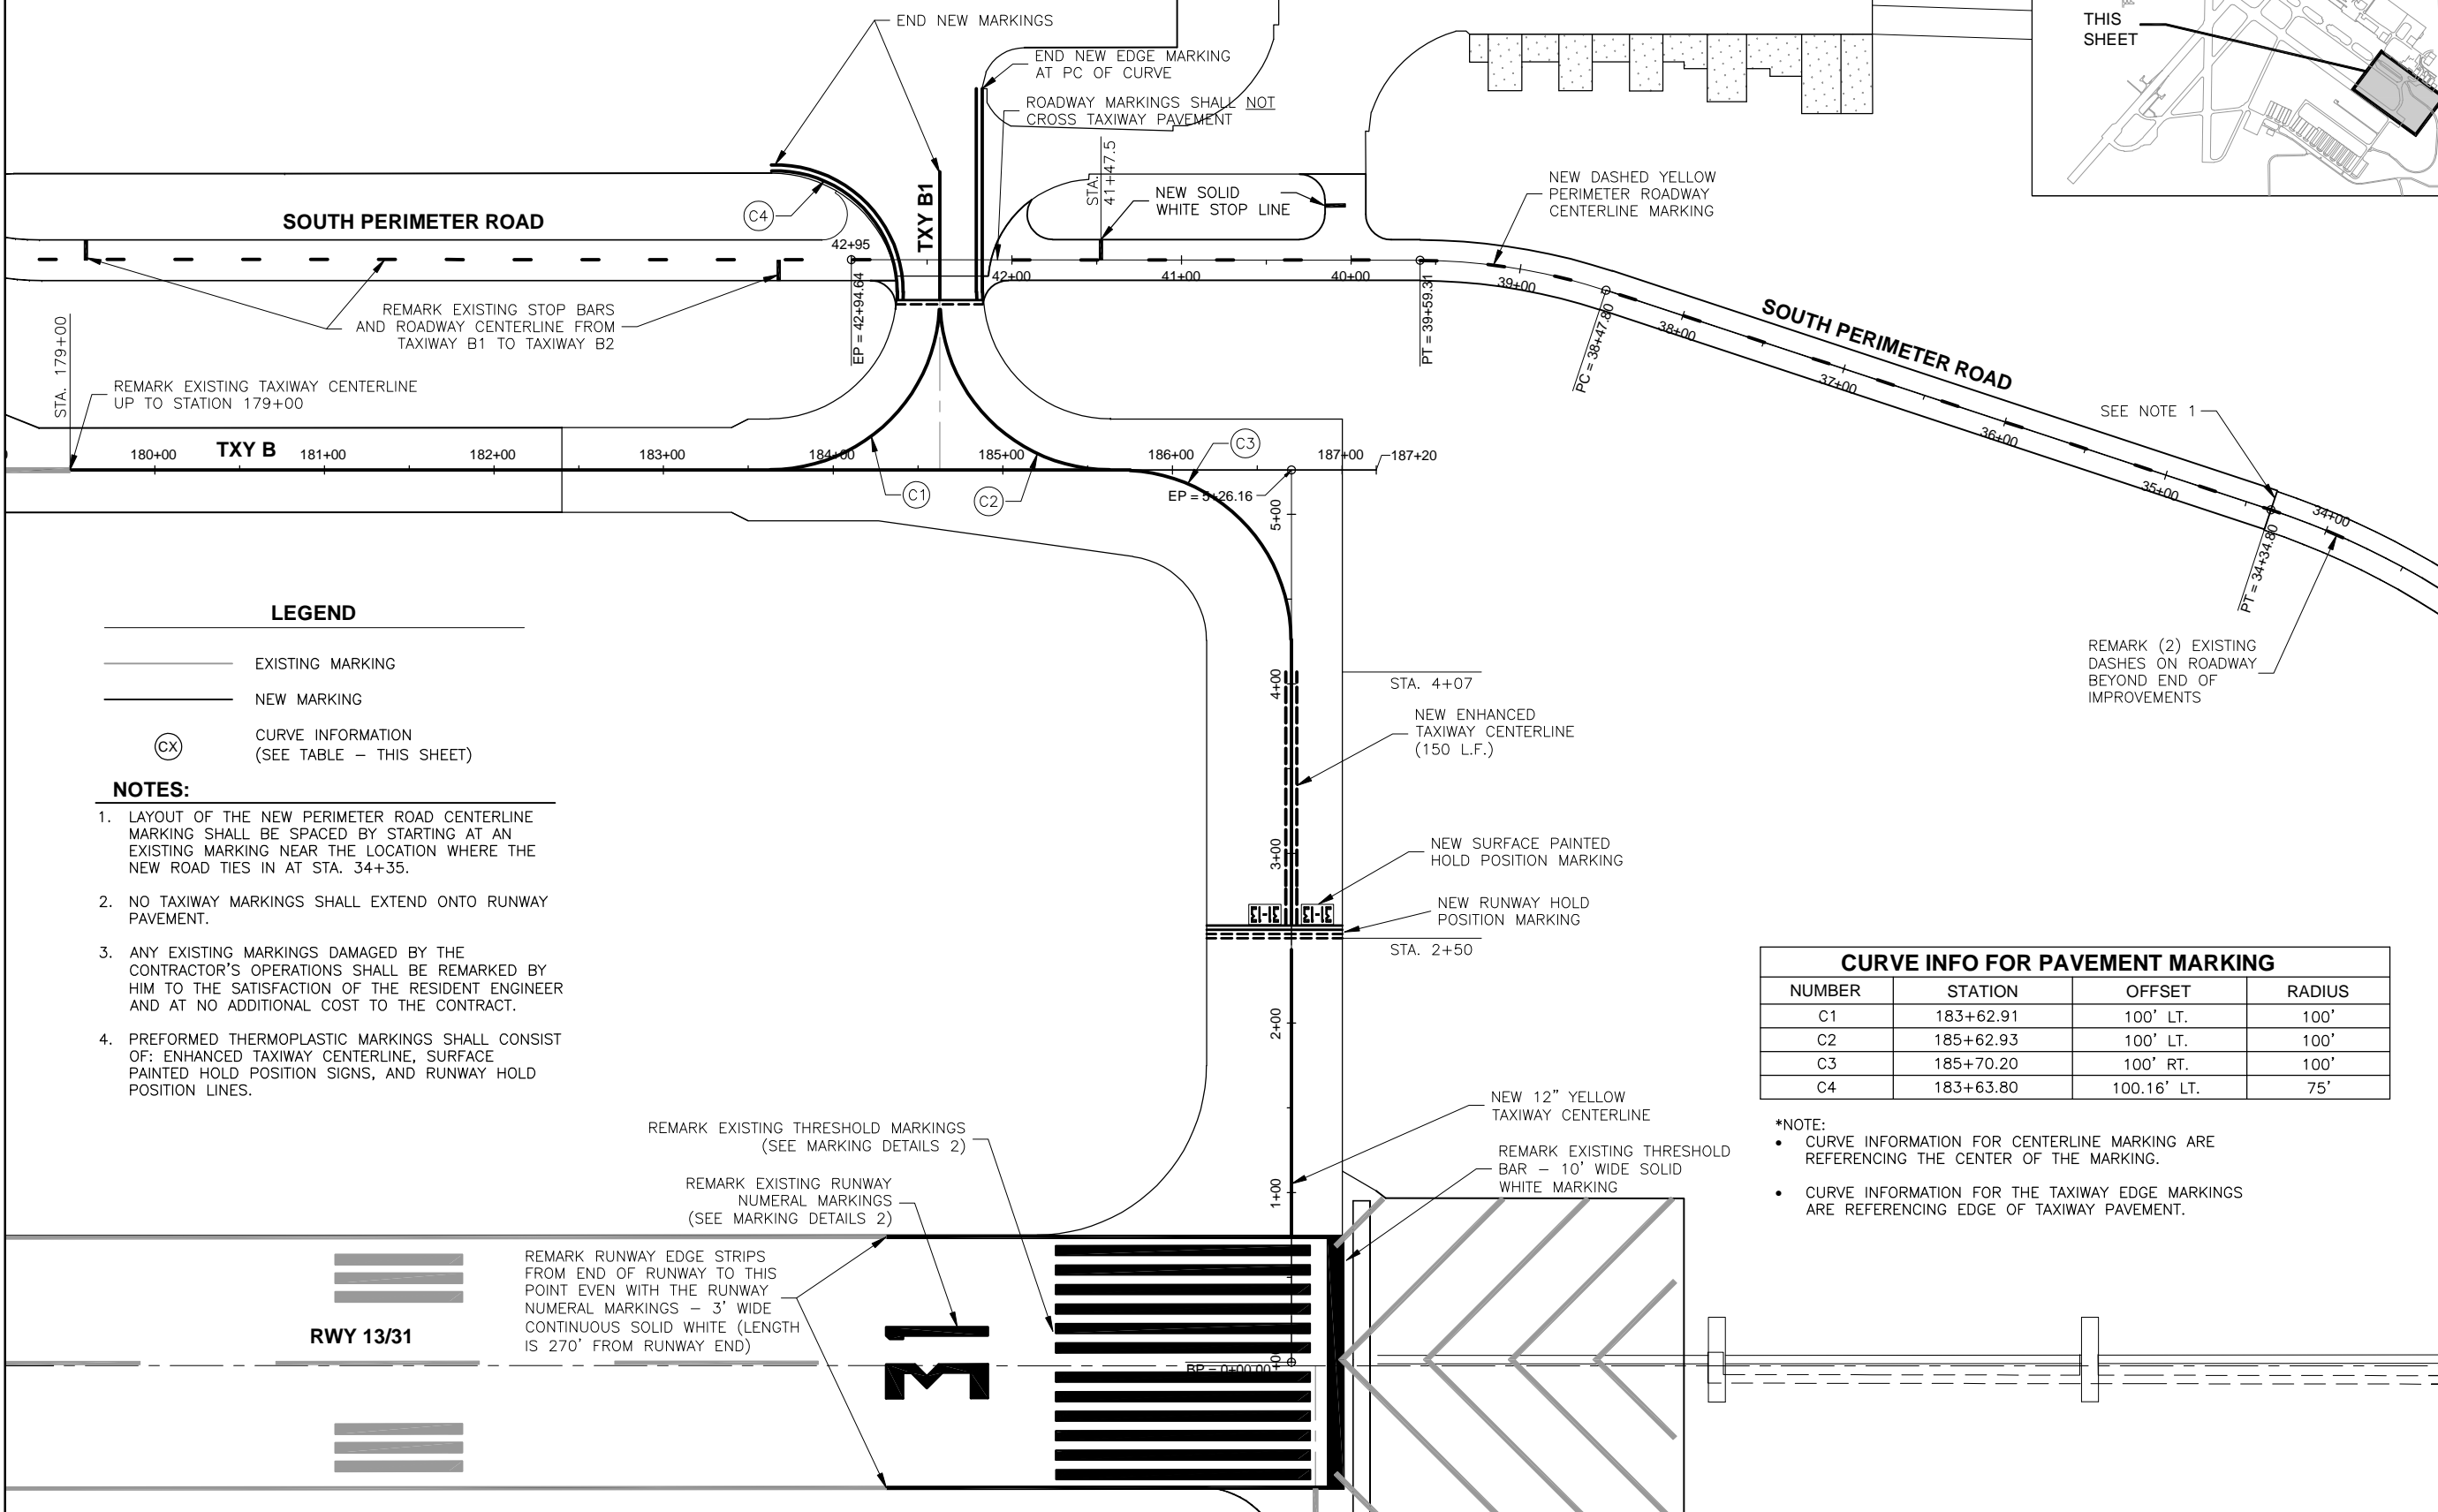 END NEW MARKINGS
END NEW EDGE MARKING
AT PC OF CURVE
ROADWAY MARKINGS SHALL NOT
CROSS TAXIWAY PAVEMENT
THIS
SHEET
STA.
41+47.5
NEW SOLID
WHITE STOP LINE
NEW DASHED YELLOW
PERIMETER ROADWAY
CENTERLINE MARKING
C4
TXY B1
SOUTH PERIMETER ROAD
42+95
EP = 42+94.64
42+00
41+00
40+00
39+00
38+00
37+00
36+00
35+00
34+00
PT = 39+59.31
PC = 38+47.80
PT = 34+34.80
SOUTH PERIMETER ROAD
SEE NOTE 1
REMARK EXISTING STOP BARS
AND ROADWAY CENTERLINE FROM
TAXIWAY B1 TO TAXIWAY B2
STA. 179+00
REMARK EXISTING TAXIWAY CENTERLINE
UP TO STATION 179+00
TXY B
180+00
181+00
182+00
183+00
184+00
185+00
186+00
187+00
187+20
C1
C2
C3
EP = 5+26.16
5+00
4+00
3+00
2+00
1+00
REMARK (2) EXISTING
DASHES ON ROADWAY
BEYOND END OF
IMPROVEMENTS
LEGEND
EXISTING MARKING
NEW MARKING
CX
CURVE INFORMATION
(SEE TABLE – THIS SHEET)
NOTES:
1. LAYOUT OF THE NEW PERIMETER ROAD CENTERLINE
MARKING SHALL BE SPACED BY STARTING AT AN
EXISTING MARKING NEAR THE LOCATION WHERE THE
NEW ROAD TIES IN AT STA. 34+35.
2. NO TAXIWAY MARKINGS SHALL EXTEND ONTO RUNWAY
PAVEMENT.
3. ANY EXISTING MARKINGS DAMAGED BY THE
CONTRACTOR'S OPERATIONS SHALL BE REMARKED BY
HIM TO THE SATISFACTION OF THE RESIDENT ENGINEER
AND AT NO ADDITIONAL COST TO THE CONTRACT.
4. PREFORMED THERMOPLASTIC MARKINGS SHALL CONSIST
OF: ENHANCED TAXIWAY CENTERLINE, SURFACE
PAINTED HOLD POSITION SIGNS, AND RUNWAY HOLD
POSITION LINES.
STA. 4+07
NEW ENHANCED
TAXIWAY CENTERLINE
(150 L.F.)
NEW SURFACE PAINTED
HOLD POSITION MARKING
31-13
31-13
NEW RUNWAY HOLD
POSITION MARKING
STA. 2+50
CURVE INFO FOR PAVEMENT MARKING
NUMBER STATION OFFSET RADIUS
C1 183+62.91 100' LT. 100'
C2 185+62.93 100' LT. 100'
C3 185+70.20 100' RT. 100'
C4 183+63.80 100.16' LT. 75'
*NOTE:
• CURVE INFORMATION FOR CENTERLINE MARKING ARE
REFERENCING THE CENTER OF THE MARKING.
• CURVE INFORMATION FOR THE TAXIWAY EDGE MARKINGS
ARE REFERENCING EDGE OF TAXIWAY PAVEMENT.
NEW 12" YELLOW
TAXIWAY CENTERLINE
REMARK EXISTING THRESHOLD
BAR – 10' WIDE SOLID
WHITE MARKING
REMARK EXISTING THRESHOLD MARKINGS
(SEE MARKING DETAILS 2)
REMARK EXISTING RUNWAY
NUMERAL MARKINGS
(SEE MARKING DETAILS 2)
REMARK RUNWAY EDGE STRIPS
FROM END OF RUNWAY TO THIS
POINT EVEN WITH THE RUNWAY
NUMERAL MARKINGS – 3' WIDE
CONTINUOUS SOLID WHITE (LENGTH
IS 270' FROM RUNWAY END)
RWY 13/31
31
BP = 0+00.00